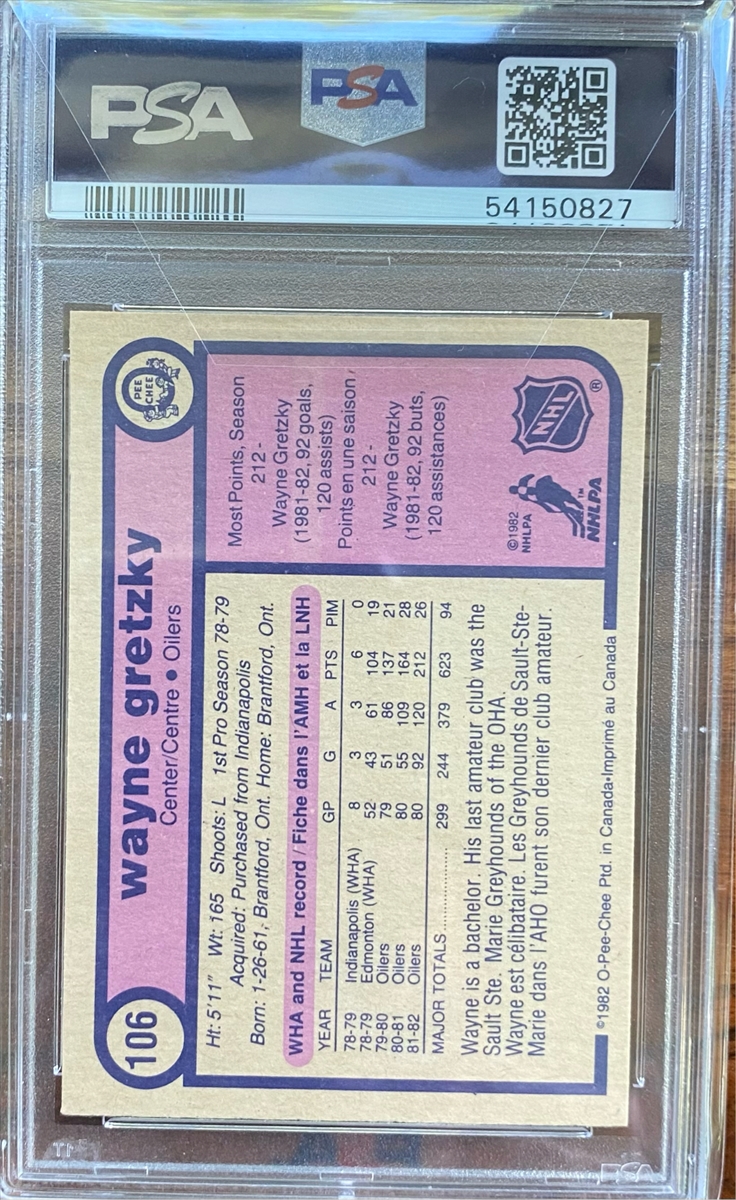 PSA
PSA
54150827
106
wayne gretzky
Center/Centre • Oilers
PEE
CHEE
Ht: 5'11" Wt: 165 Shoots: L 1st Pro Season 78-79
Acquired: Purchased from Indianapolis
Born: 1-26-61, Brantford, Ont. Home: Brantford, Ont.
WHA and NHL record / Fiche dans l'AMH et la LNH
YEAR TEAM GP G A PTS PIM
78-79 Indianapolis (WHA) 8 3 3 6 0
78-79 Edmonton (WHA) 52 43 61 104 19
79-80 Oilers 79 51 86 137 21
80-81 Oilers 80 55 109 164 28
81-82 Oilers 80 92 120 212 26
MAJOR TOTALS .................. 299 244 379 623 94
Wayne is a bachelor. His last amateur club was the
Sault Ste. Marie Greyhounds of the OHA.
Wayne est célibataire. Les Greyhounds de Sault-Ste-
Marie dans l'AHO furent son dernier club amateur.
Most Points, Season
212 -
Wayne Gretzky
(1981-82, 92 goals,
120 assists)
Points en une saison,
212 -
Wayne Gretzky
(1981-82, 92 buts,
120 assistances)
©1982
NHLPA
NHLPA™
NHL®
©1982 O-Pee-Chee Ptd. in Canada•Imprimé au Canada
PSA